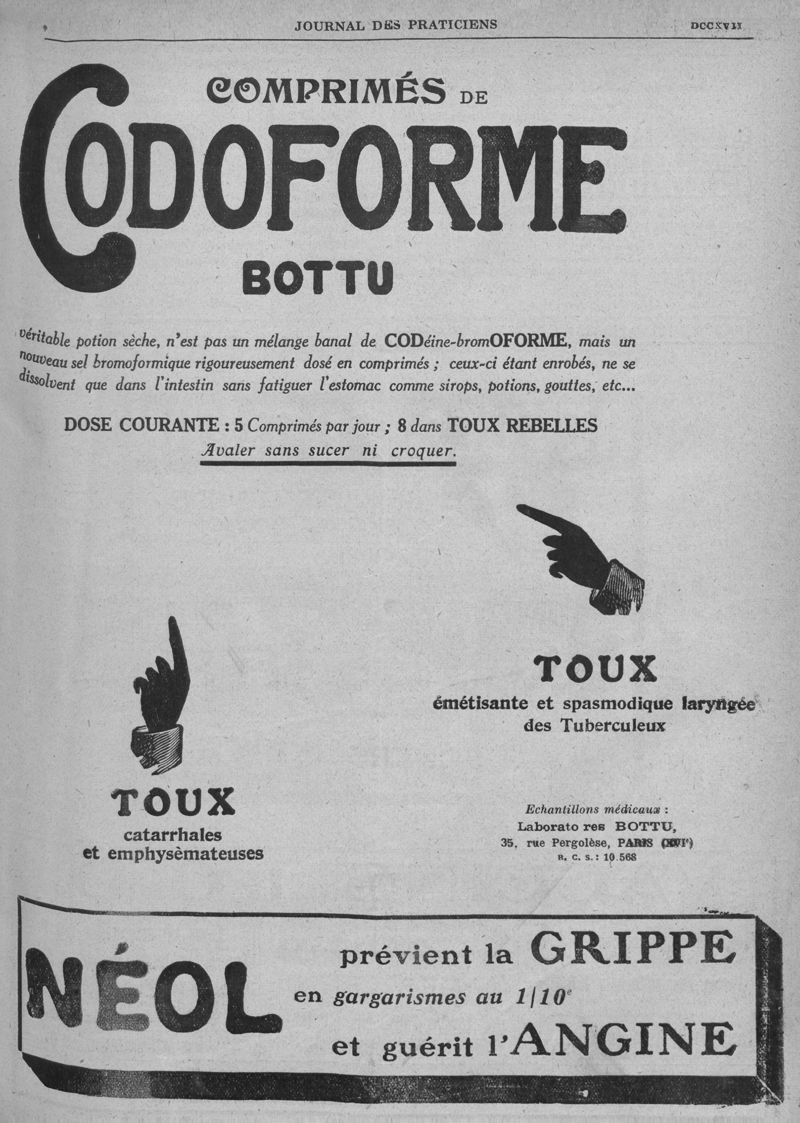 JOURNAL DES PRATICIENS
DCCXVII
COMPRIMÉS DE
CODOFORME
BOTTU
véritable potion sèche, n'est pas un mélange banal de CODéine-bromOFORME, mais un
nouveau sel bromoformique rigoureusement dosé en comprimés ; ceux-ci étant enrobés, ne se
dissolvent que dans l'intestin sans fatiguer l'estomac comme sirops, potions, gouttes, etc...
DOSE COURANTE : 5 Comprimés par jour ; 8 dans TOUX REBELLES
Avaler sans sucer ni croquer.
TOUX
émétisante et spasmodique laryngée
des Tuberculeux
TOUX
catarrhales
et emphysèmateuses
Echantillons médicaux :
Laborato res BOTTU,
35, rue Pergolèse, PARIS (XVIᵉ)
R. C. S. : 10.568
NÉOL
prévient la GRIPPE
en gargarismes au 1/10ᵉ
et guérit l'ANGINE